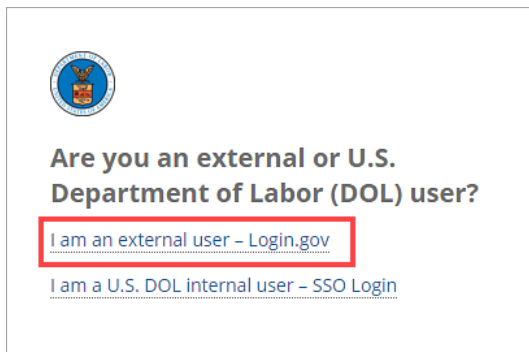 Are you an external or U.S.
Department of Labor (DOL) user?
I am an external user – Login.gov
I am a U.S. DOL internal user – SSO Login